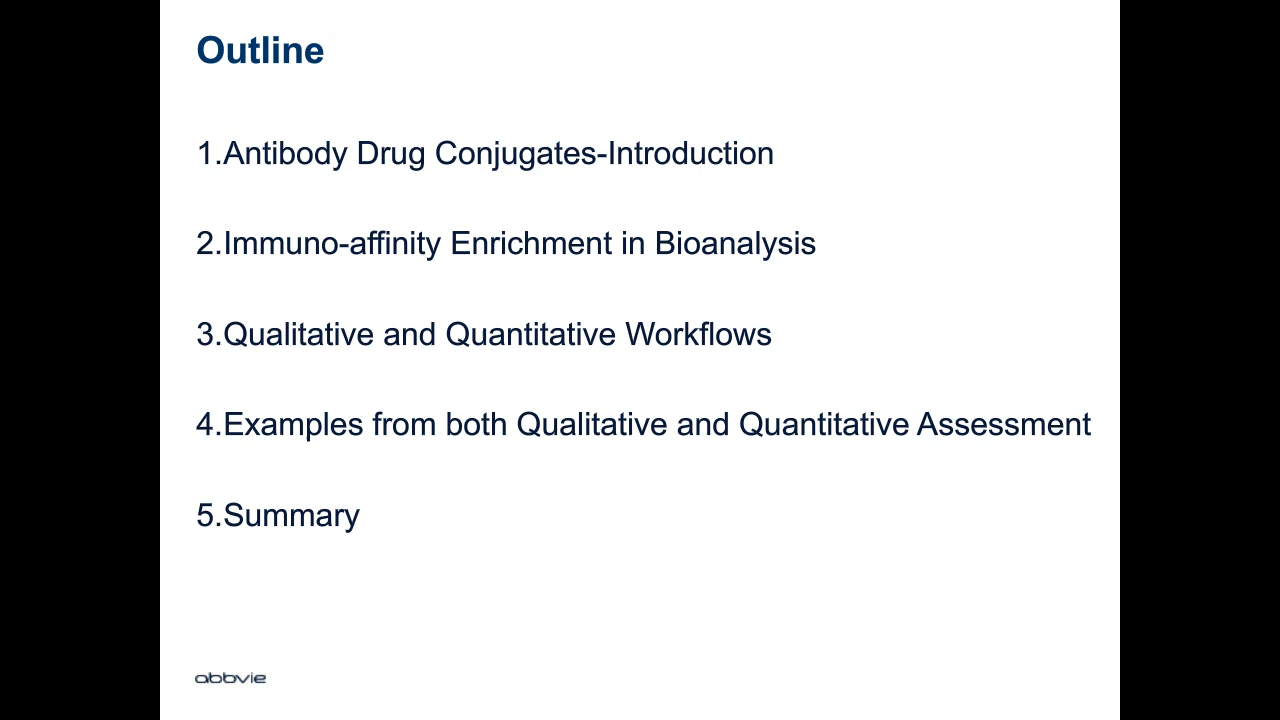 Outline
1.Antibody Drug Conjugates-Introduction
2.Immuno-affinity Enrichment in Bioanalysis
3.Qualitative and Quantitative Workflows
4.Examples from both Qualitative and Quantitative Assessment
5.Summary
abbvie